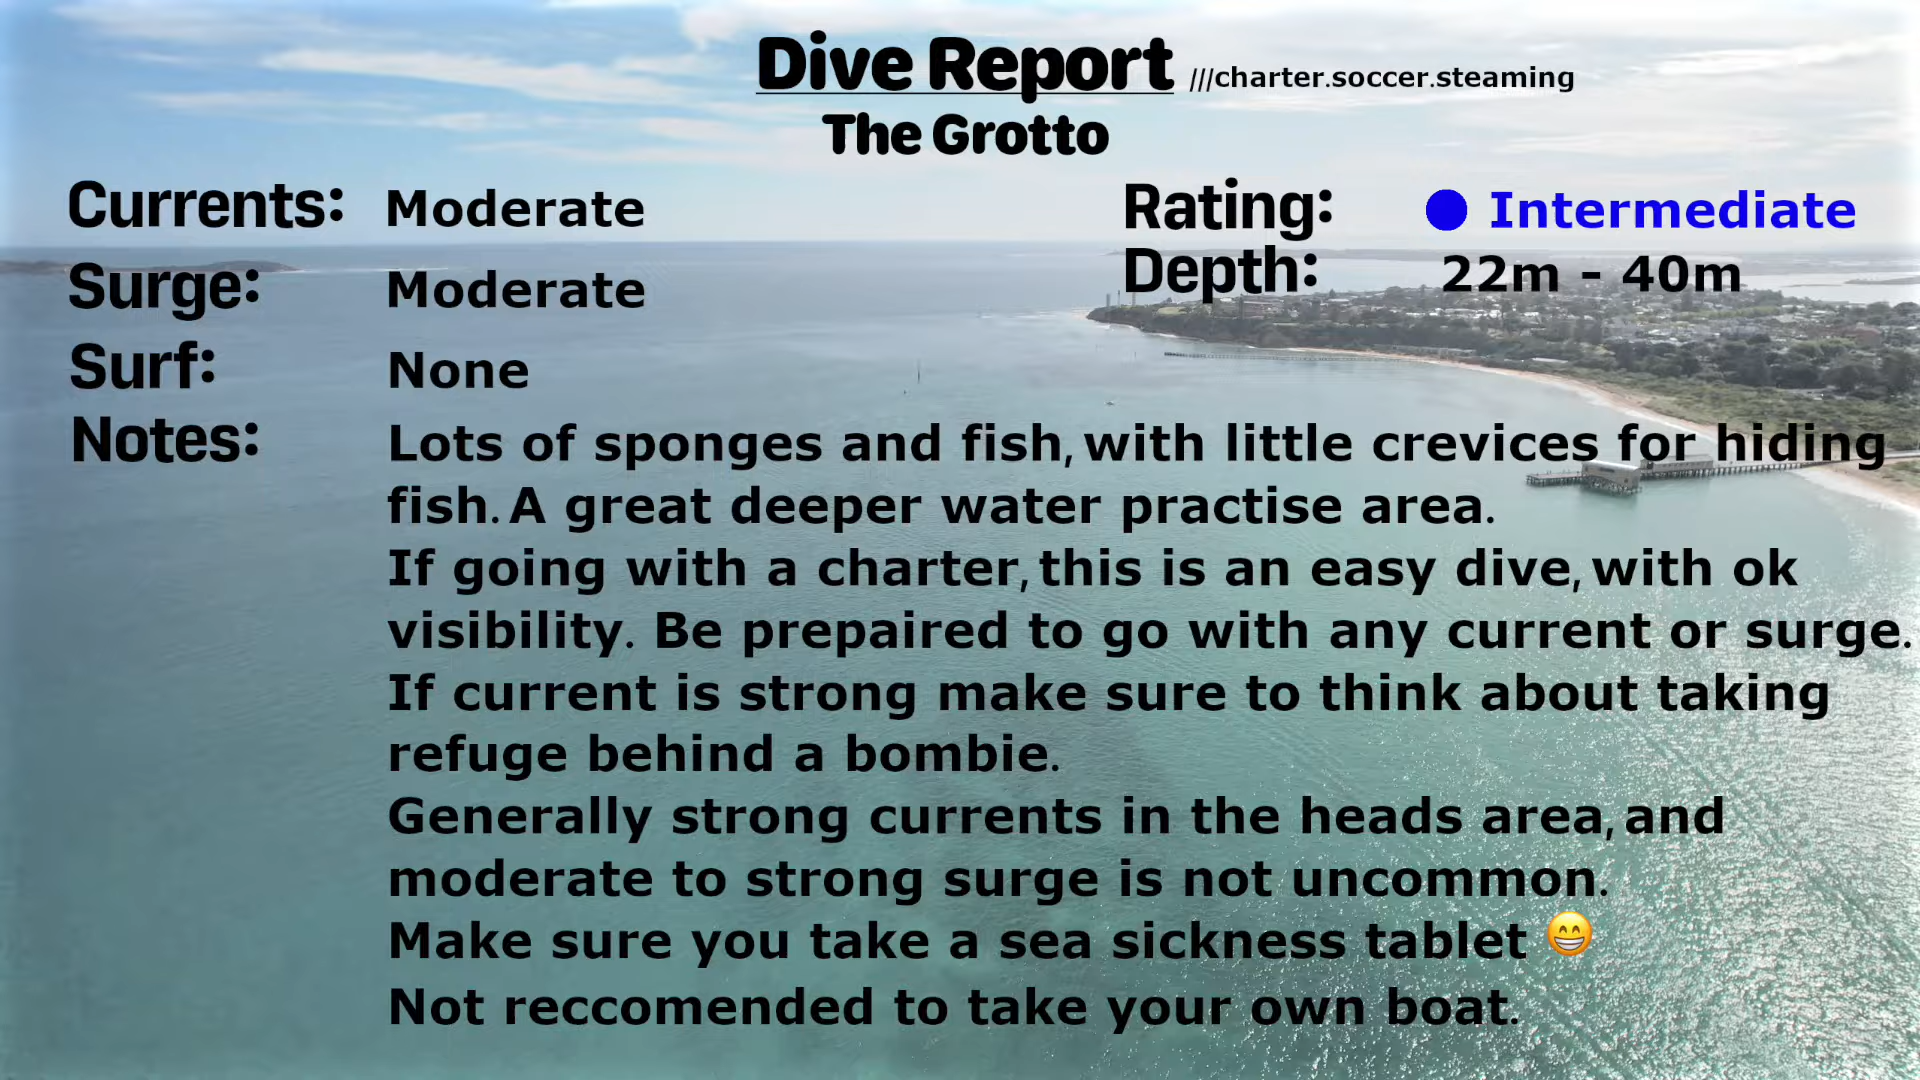 Dive Report ///charter.soccer.steaming
The Grotto
Currents: Moderate
Rating: Intermediate
Surge: Moderate
Depth: 22m - 40m
Surf: None
Notes: Lots of sponges and fish, with little crevices for hiding
fish. A great deeper water practise area.
If going with a charter, this is an easy dive, with ok
visibility. Be prepaired to go with any current or surge.
If current is strong make sure to think about taking
refuge behind a bombie.
Generally strong currents in the heads area, and
moderate to strong surge is not uncommon.
Make sure you take a sea sickness tablet 😁
Not reccomended to take your own boat.